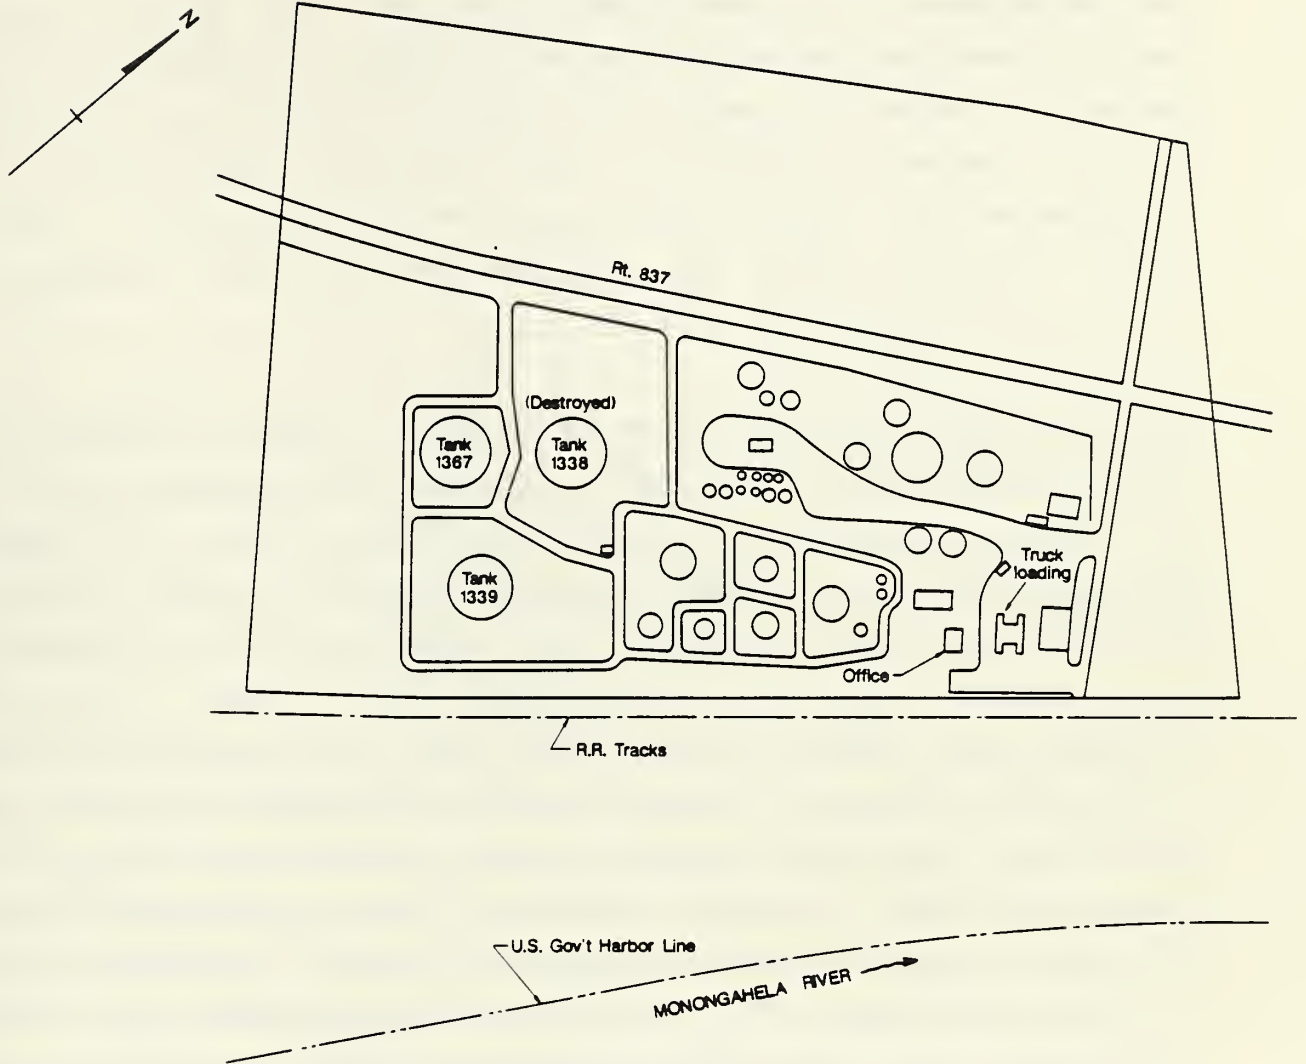 N
Rt. 837
(Destroyed)
Tank
1367
Tank
1338
Tank
1339
Truck
loading
Office
R.R. Tracks
U.S. Gov't Harbor Line
MONONGAHELA RIVER